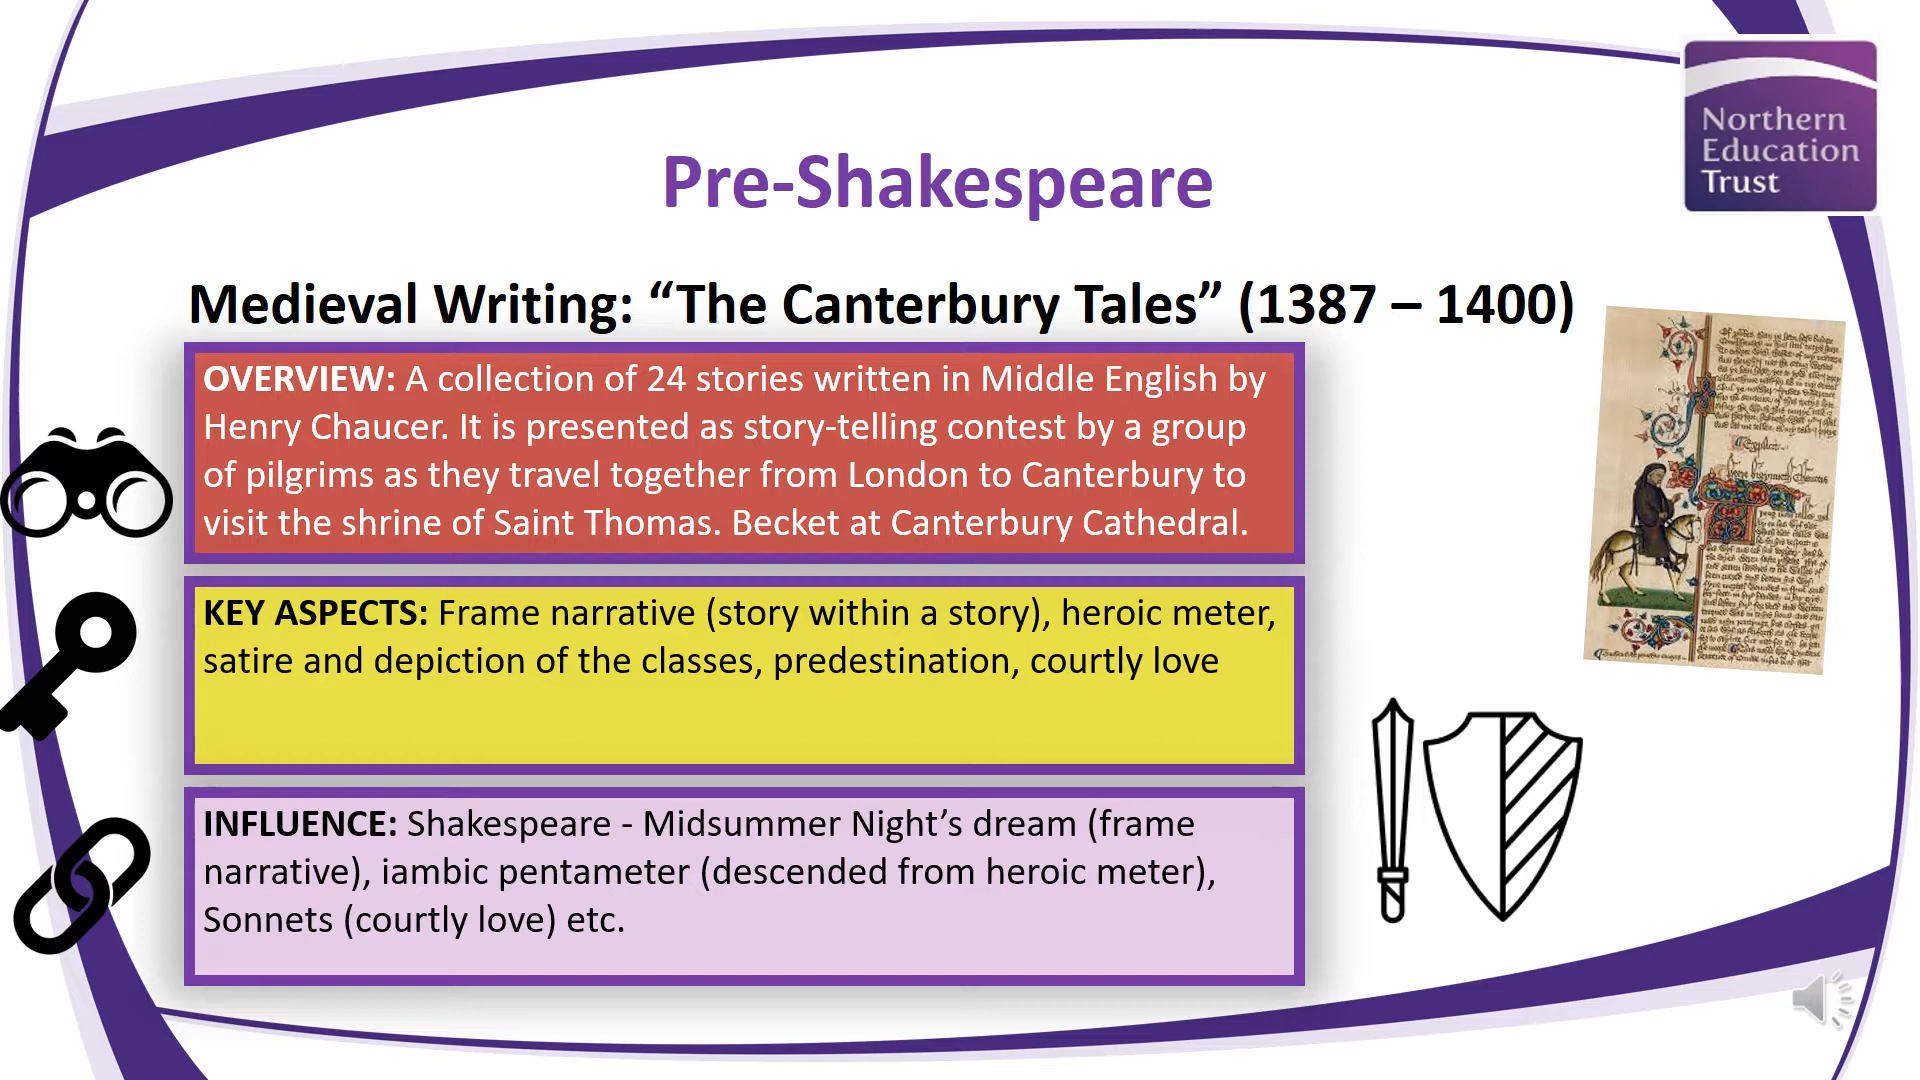 Northern
Education
Trust
Pre-Shakespeare
Medieval Writing: “The Canterbury Tales” (1387 – 1400)
OVERVIEW: A collection of 24 stories written in Middle English by
Henry Chaucer. It is presented as story-telling contest by a group
of pilgrims as they travel together from London to Canterbury to
visit the shrine of Saint Thomas. Becket at Canterbury Cathedral.
KEY ASPECTS: Frame narrative (story within a story), heroic meter,
satire and depiction of the classes, predestination, courtly love
INFLUENCE: Shakespeare - Midsummer Night’s dream (frame
narrative), iambic pentameter (descended from heroic meter),
Sonnets (courtly love) etc.